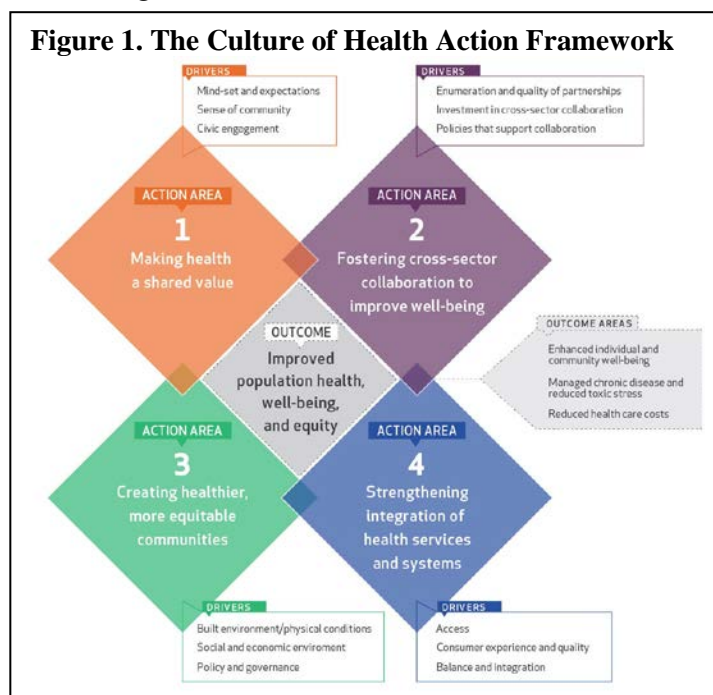 Figure 1. The Culture of Health Action Framework
DRIVERS
Mind-set and expectations
Sense of community
Civic engagement
DRIVERS
Enumeration and quality of partnerships
Investment in cross-sector collaboration
Policies that support collaboration
ACTION AREA
1
Making health
a shared value
ACTION AREA
2
Fostering cross-sector
collaboration to
improve well-being
OUTCOME
Improved
population health,
well-being,
and equity
OUTCOME AREAS
Enhanced individual and
community well-being
Managed chronic disease and
reduced toxic stress
Reduced health care costs
ACTION AREA
3
Creating healthier,
more equitable
communities
ACTION AREA
4
Strengthening
integration of
health services
and systems
DRIVERS
Built environment/physical conditions
Social and economic enviroment
Policy and governance
DRIVERS
Access
Consumer experience and quality
Balance and integration